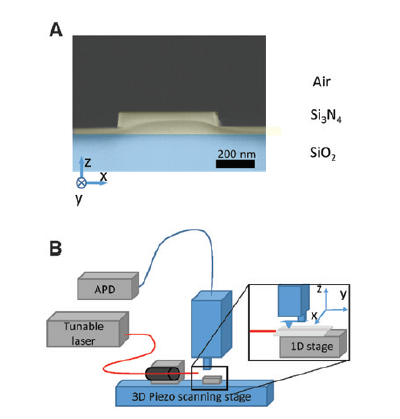 A
Air
Si₃N₄
SiO₂
200 nm
z
x
y
B
APD
Tunable
laser
3D Piezo scanning stage
z
y
x
1D stage